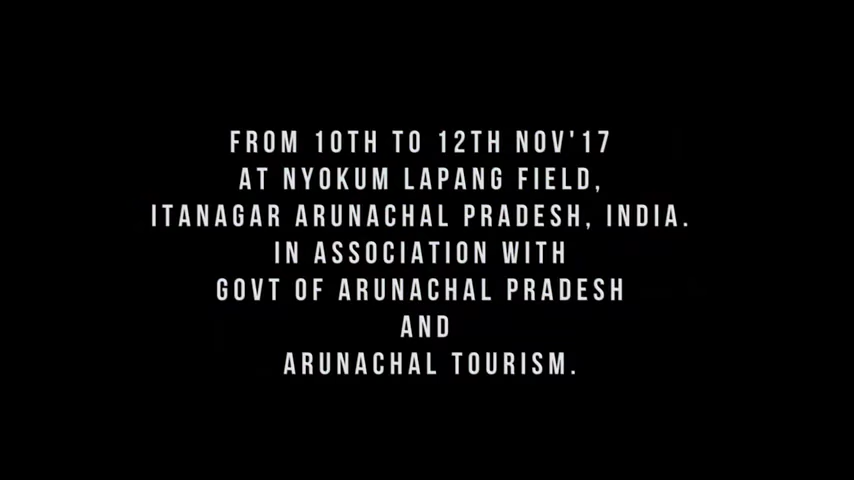 FROM 10TH TO 12TH NOV'17
AT NYOKUM LAPANG FIELD,
ITANAGAR ARUNACHAL PRADESH, INDIA.
IN ASSOCIATION WITH
GOVT OF ARUNACHAL PRADESH
AND
ARUNACHAL TOURISM.